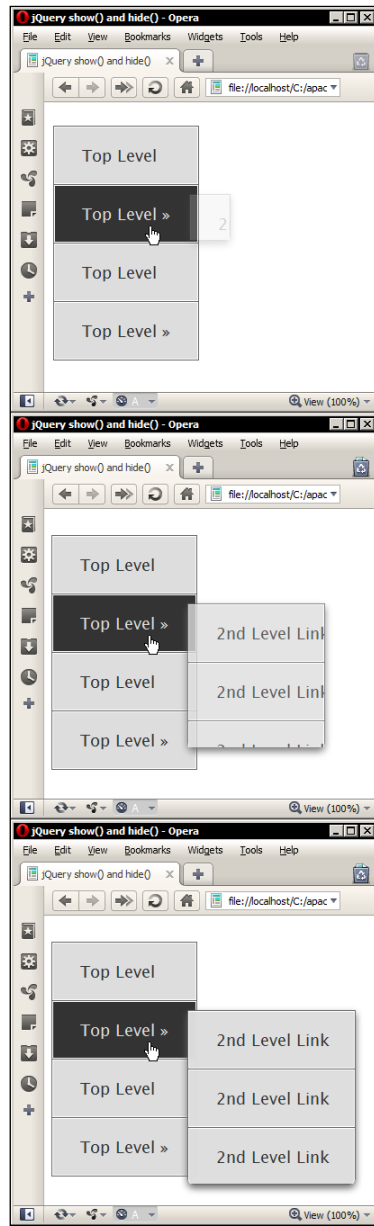 jQuery show() and hide() - Opera
File Edit View Bookmarks Widgets Tools Help
jQuery show() and hide()
file://localhost/C:/apac
Top Level
Top Level »
2
Top Level
Top Level »
View (100%)
jQuery show() and hide() - Opera
File Edit View Bookmarks Widgets Tools Help
jQuery show() and hide()
file://localhost/C:/apac
Top Level
Top Level »
2nd Level Link
Top Level
2nd Level Link
Top Level »
View (100%)
jQuery show() and hide() - Opera
File Edit View Bookmarks Widgets Tools Help
jQuery show() and hide()
file://localhost/C:/apac
Top Level
Top Level »
2nd Level Link
Top Level
2nd Level Link
Top Level »
2nd Level Link
View (100%)